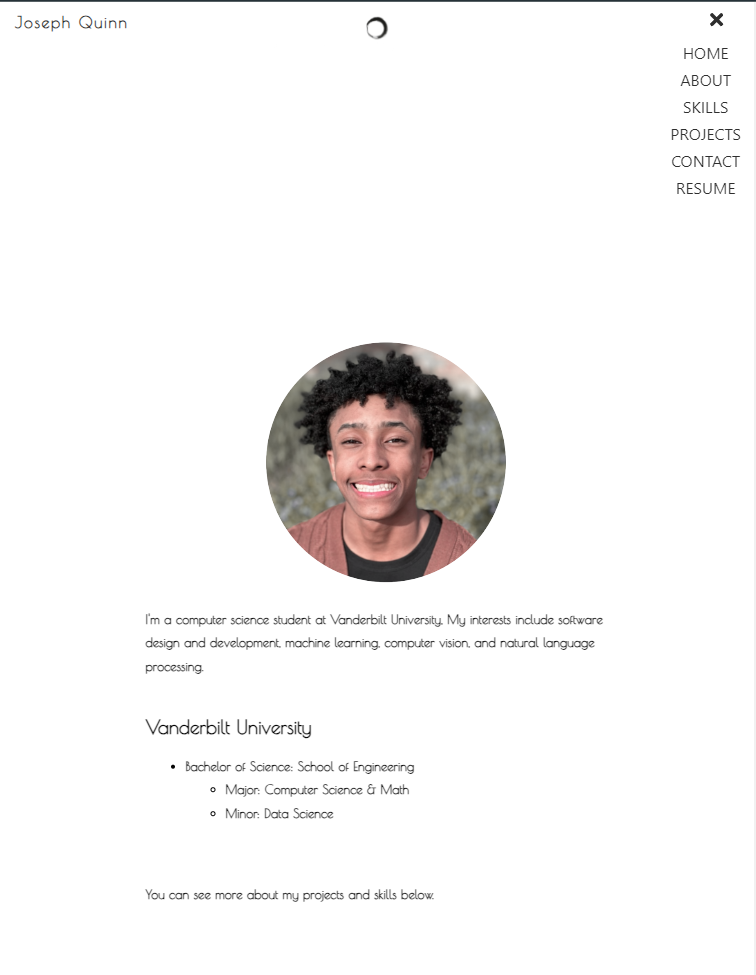 Joseph Quinn
HOME
ABOUT
SKILLS
PROJECTS
CONTACT
RESUME
I'm a computer science student at Vanderbilt University. My interests include software
design and development, machine learning, computer vision, and natural language
processing.
Vanderbilt University
Bachelor of Science: School of Engineering
Major: Computer Science & Math
Minor: Data Science
You can see more about my projects and skills below.